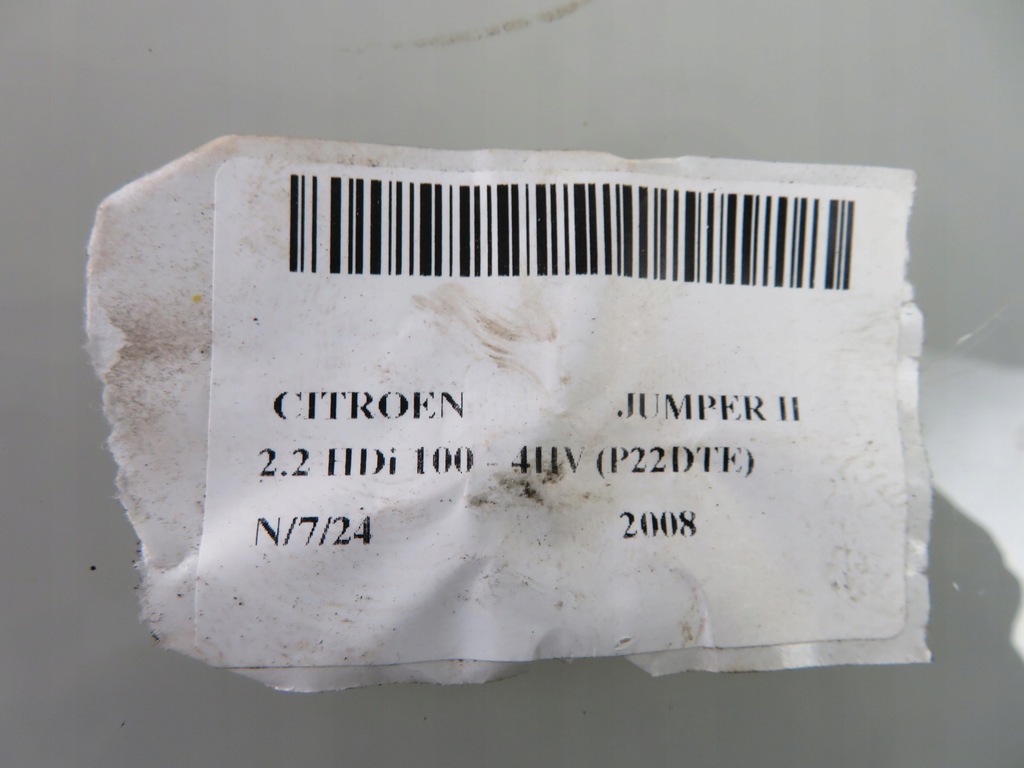 CITROEN JUMPER II
2.2 HDi 100 - 4HV (P22DTE)
N/7/24 2008